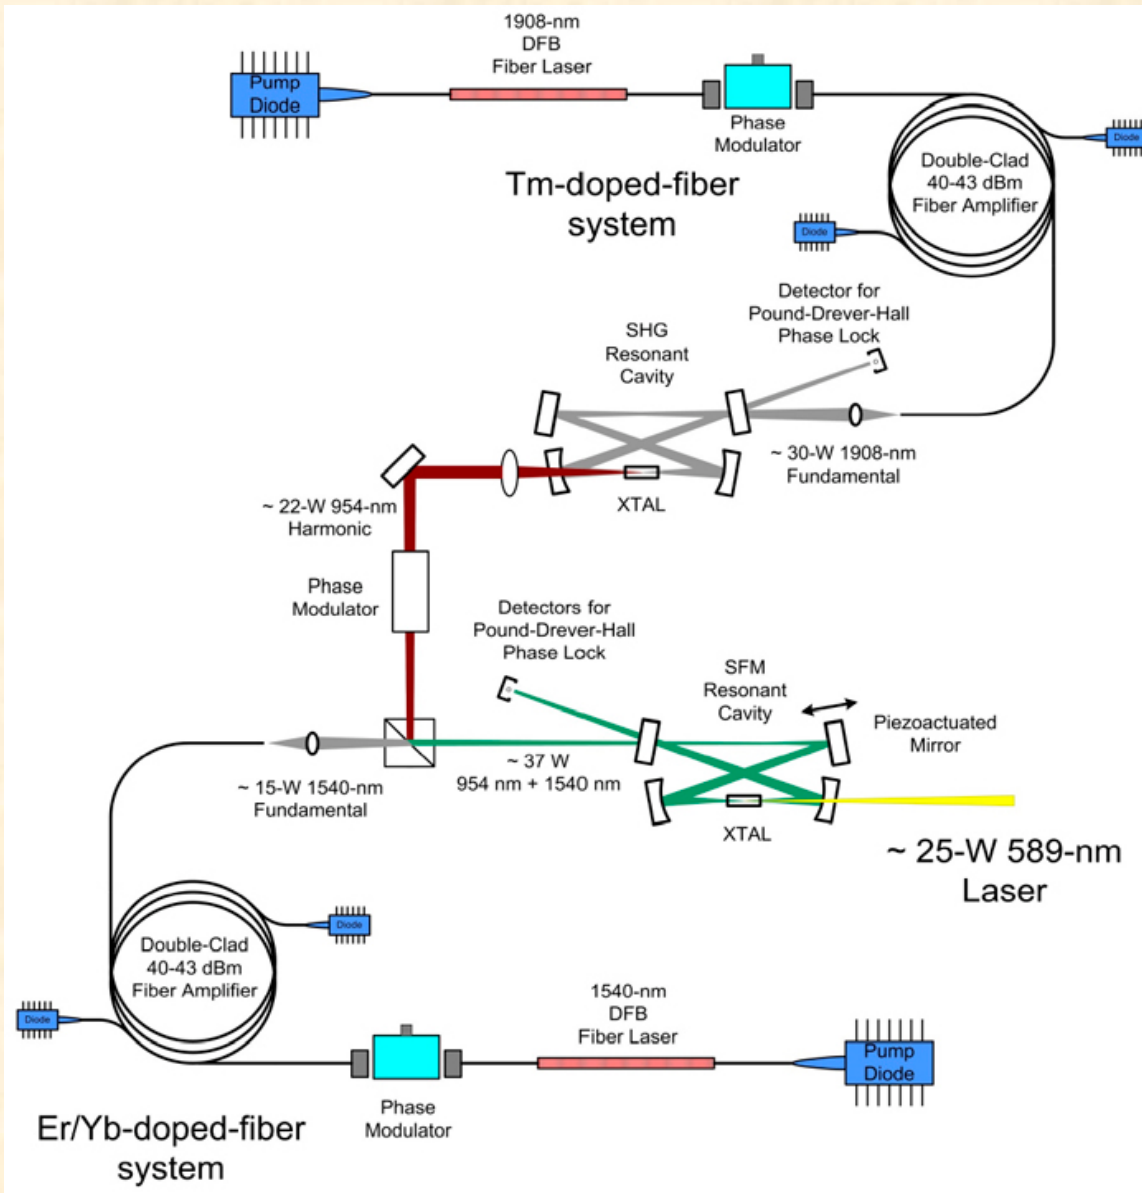 1908-nm
DFB
Fiber Laser
Pump
Diode
Phase
Modulator
Diode
Double-Clad
40-43 dBm
Fiber Amplifier
Tm-doped-fiber
system
Diode
Detector for
Pound-Drever-Hall
Phase Lock
SHG
Resonant
Cavity
~ 30-W 1908-nm
Fundamental
XTAL
~ 22-W 954-nm
Harmonic
Phase
Modulator
Detectors for
Pound-Drever-Hall
Phase Lock
SFM
Resonant
Cavity
Piezoactuated
Mirror
~ 37 W
954 nm + 1540 nm
~ 15-W 1540-nm
Fundamental
XTAL
~ 25-W 589-nm
Laser
Diode
Double-Clad
40-43 dBm
Fiber Amplifier
Diode
1540-nm
DFB
Fiber Laser
Pump
Diode
Phase
Modulator
Er/Yb-doped-fiber
system